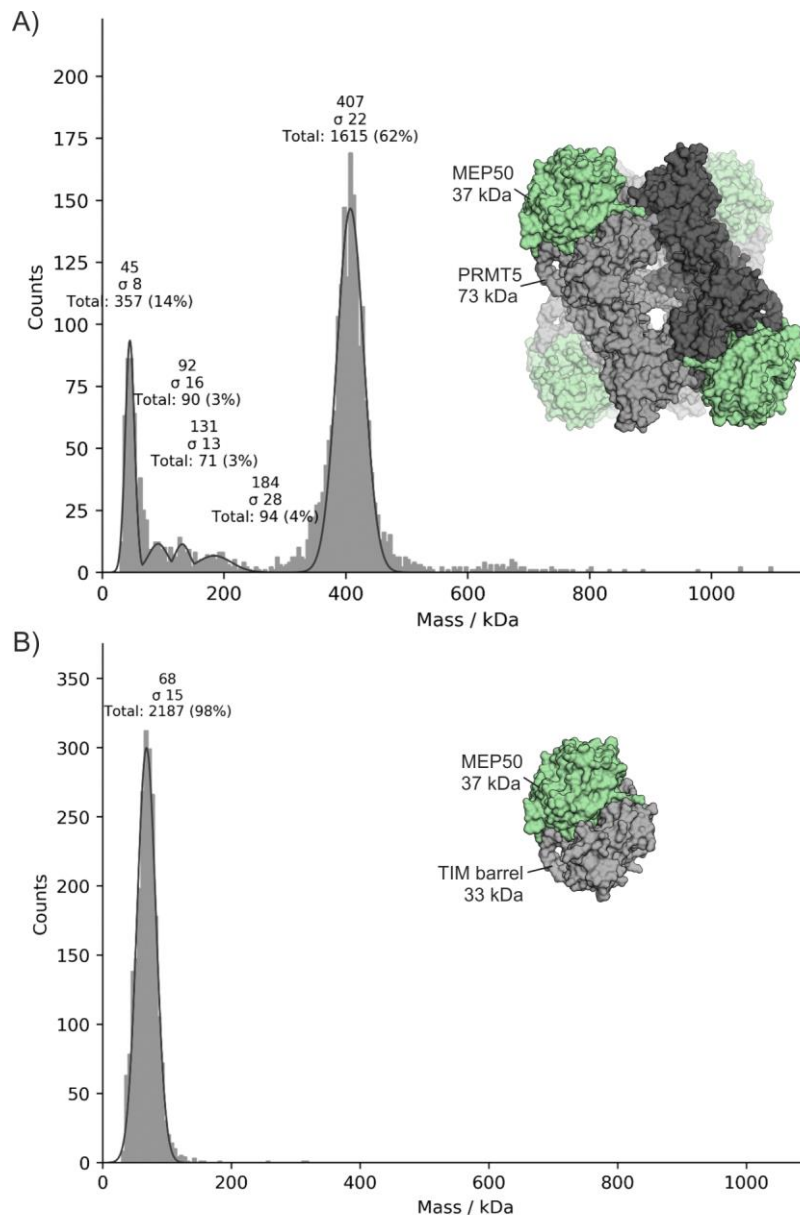 A)
200
175
150
125
100
75
50
25
0
Counts
0
200
400
600
800
1000
Mass / kDa
45
σ 8
Total: 357 (14%)
92
σ 16
Total: 90 (3%)
131
σ 13
Total: 71 (3%)
184
σ 28
Total: 94 (4%)
407
σ 22
Total: 1615 (62%)
MEP50
37 kDa
PRMT5
73 kDa
B)
350
300
250
200
150
100
50
0
Counts
0
200
400
600
800
1000
Mass / kDa
68
σ 15
Total: 2187 (98%)
MEP50
37 kDa
TIM barrel
33 kDa